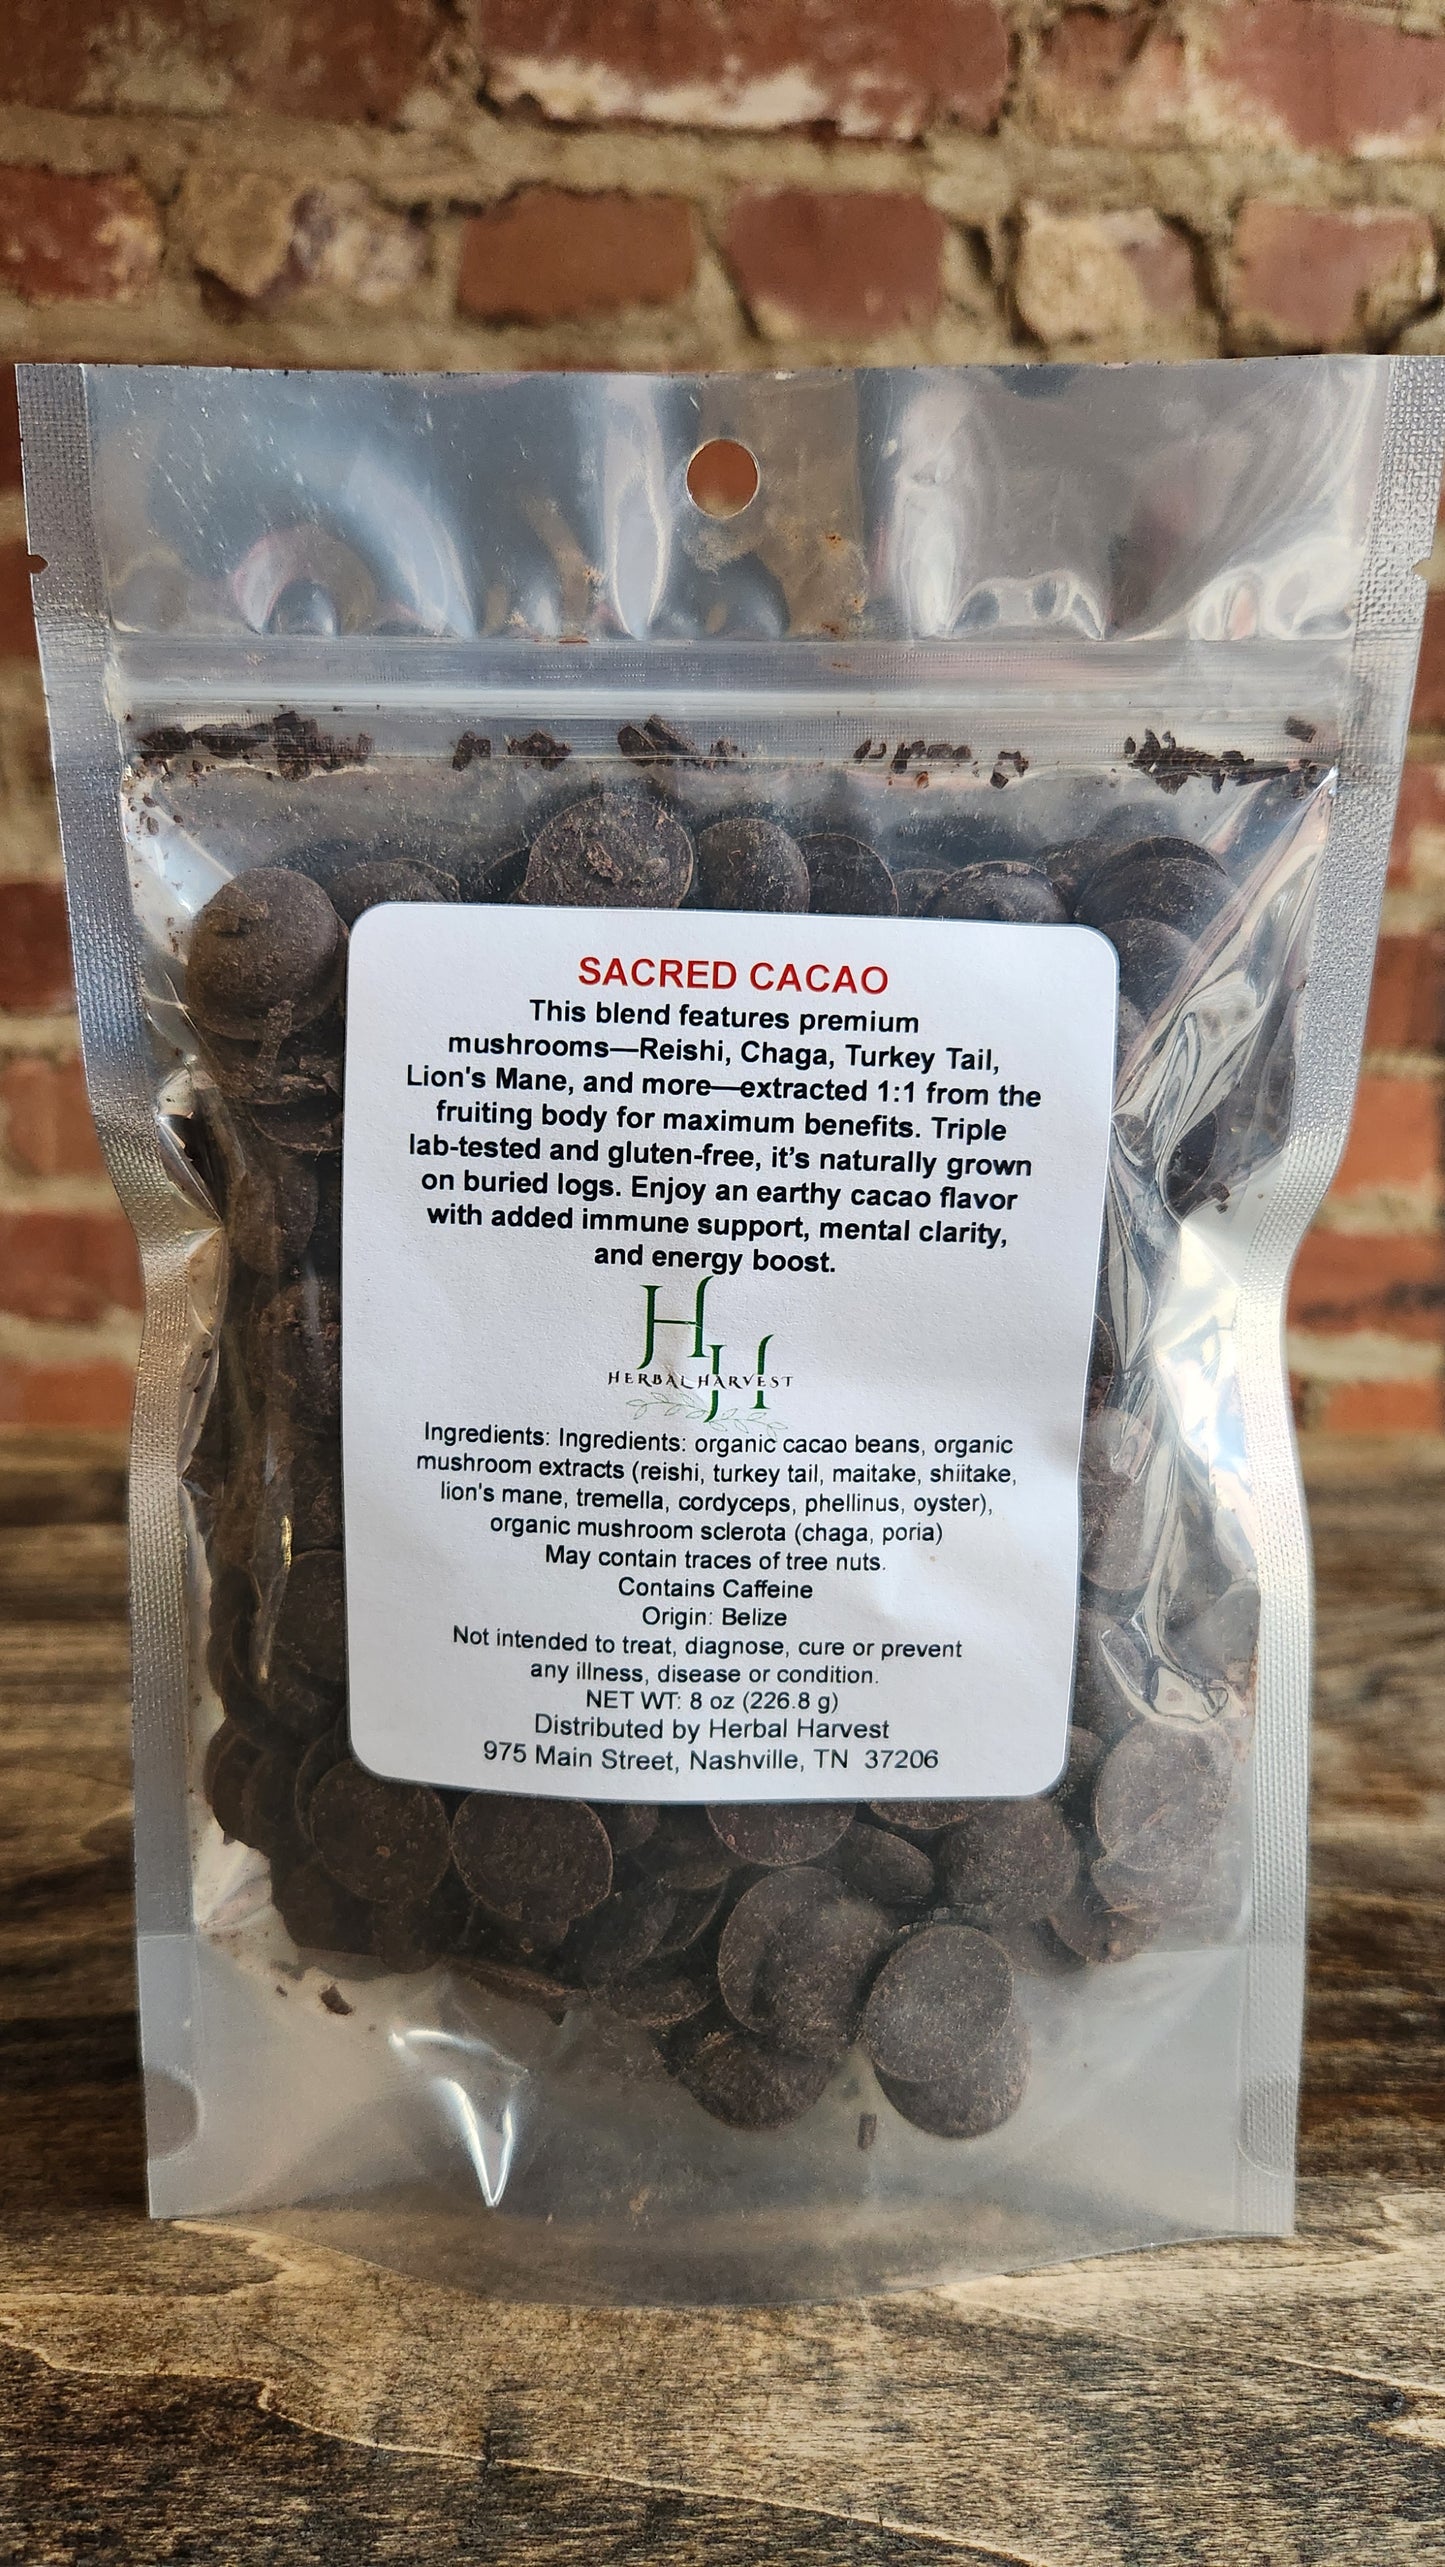 SACRED CACAO
This blend features premium
mushrooms—Reishi, Chaga, Turkey Tail,
Lion's Mane, and more—extracted 1:1 from the
fruiting body for maximum benefits. Triple
lab-tested and gluten-free, it's naturally grown
on buried logs. Enjoy an earthy cacao flavor
with added immune support, mental clarity,
and energy boost.
HH
HERBAL HARVEST
Ingredients: Ingredients: organic cacao beans, organic
mushroom extracts (reishi, turkey tail, maitake, shiitake,
lion's mane, tremella, cordyceps, phellinus, oyster),
organic mushroom sclerota (chaga, poria)
May contain traces of tree nuts.
Contains Caffeine
Origin: Belize
Not intended to treat, diagnose, cure or prevent
any illness, disease or condition.
NET WT: 8 oz (226.8 g)
Distributed by Herbal Harvest
975 Main Street, Nashville, TN 37206